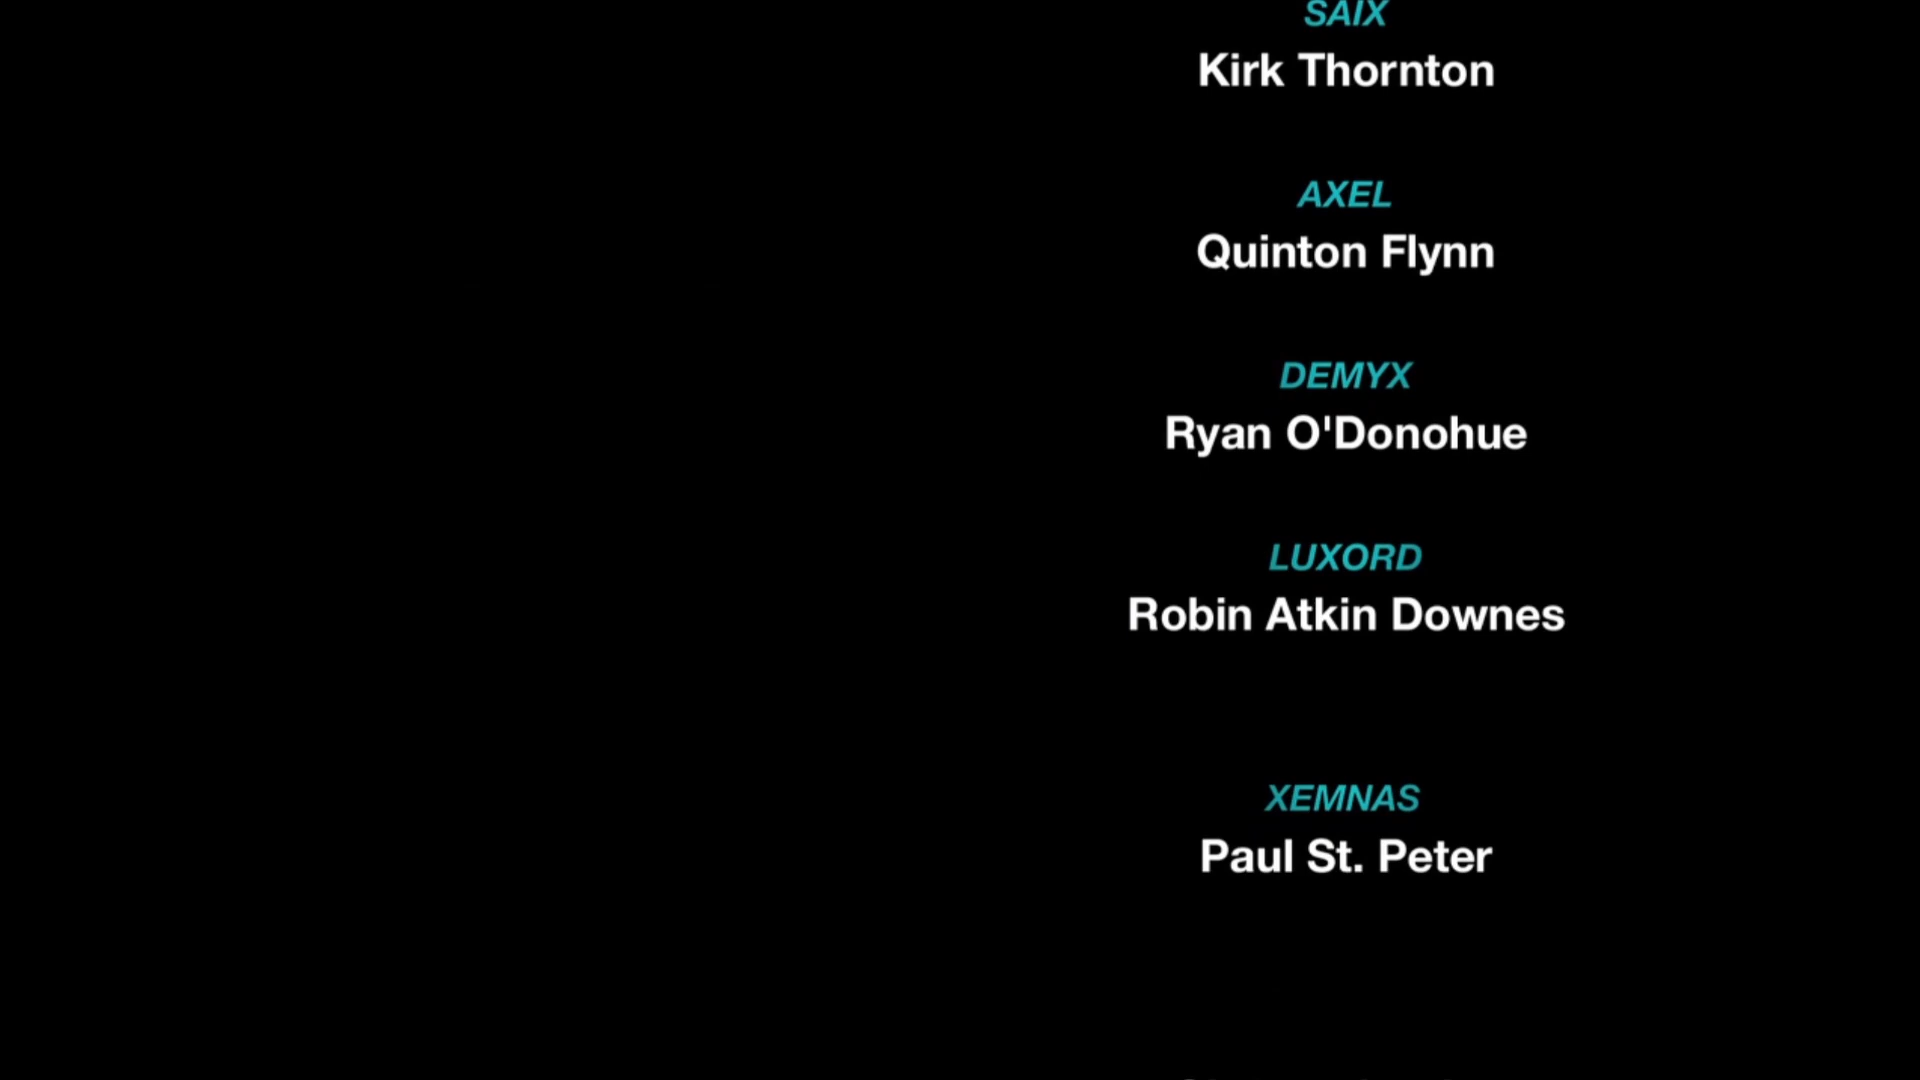 SAIX
Kirk Thornton
AXEL
Quinton Flynn
DEMYX
Ryan O'Donohue
LUXORD
Robin Atkin Downes
XEMNAS
Paul St. Peter